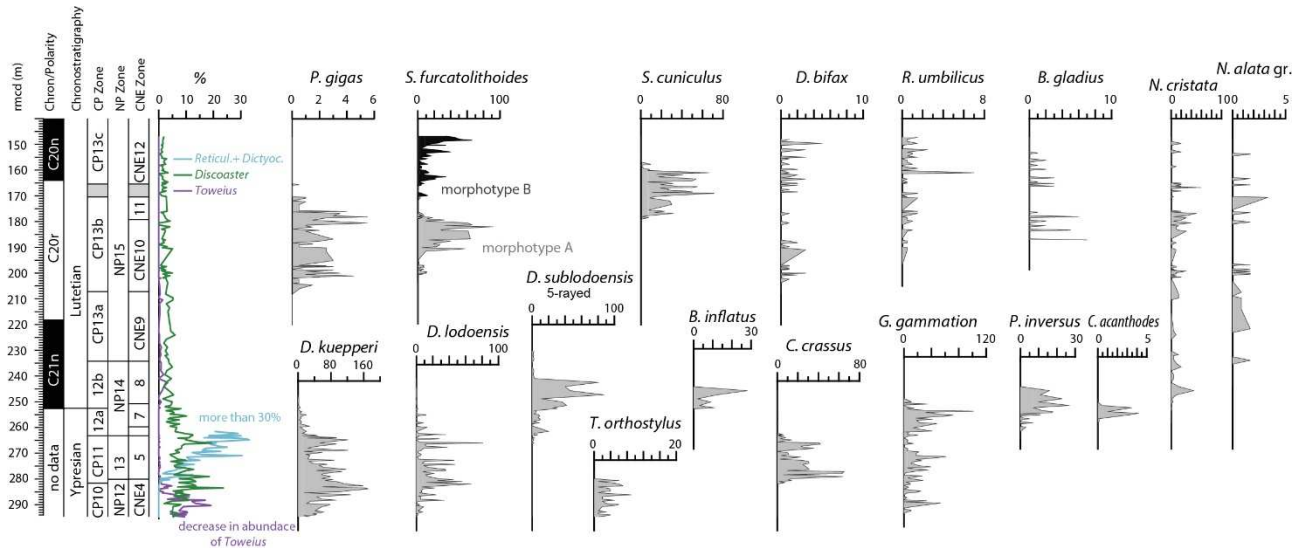 rmcd (m)
Chron/Polarity
Chronostratigraphy
CP Zone
NP Zone
CNE Zone
%
0 10 20 30
P. gigas
0 2 4 6
S. furcatolithoides
0 100
S. cuniculus
0 80
D. bifax
0 10
R. umbilicus
0 8
B. gladius
0 10
N. cristata
0 10
N. alata gr.
0 5
150
160
170
180
190
200
210
220
230
240
250
260
270
280
290
C20n
C20r
C21n
no data
Lutetian
Ypresian
CP13c
CP13b
CP13a
12b
12a
CP11
CP10
NP15
NP14
13
NP12
CNE12
11
CNE10
CNE9
8
7
5
CNE4
Reticul.+ Dictyoc.
Discoaster
Toweius
morphotype B
morphotype A
D. sublodoensis
5-rayed
0 100
D. kuepperi
0 40 80 160
D. lodoensis
0 100
B. inflatus
0 30
C. crassus
0 80
G. gammation
0 120
P. inversus
0 30
C. acanthodes
0 5
T. orthostylus
0 20
more than 30%
decrease in abundace
of Toweius